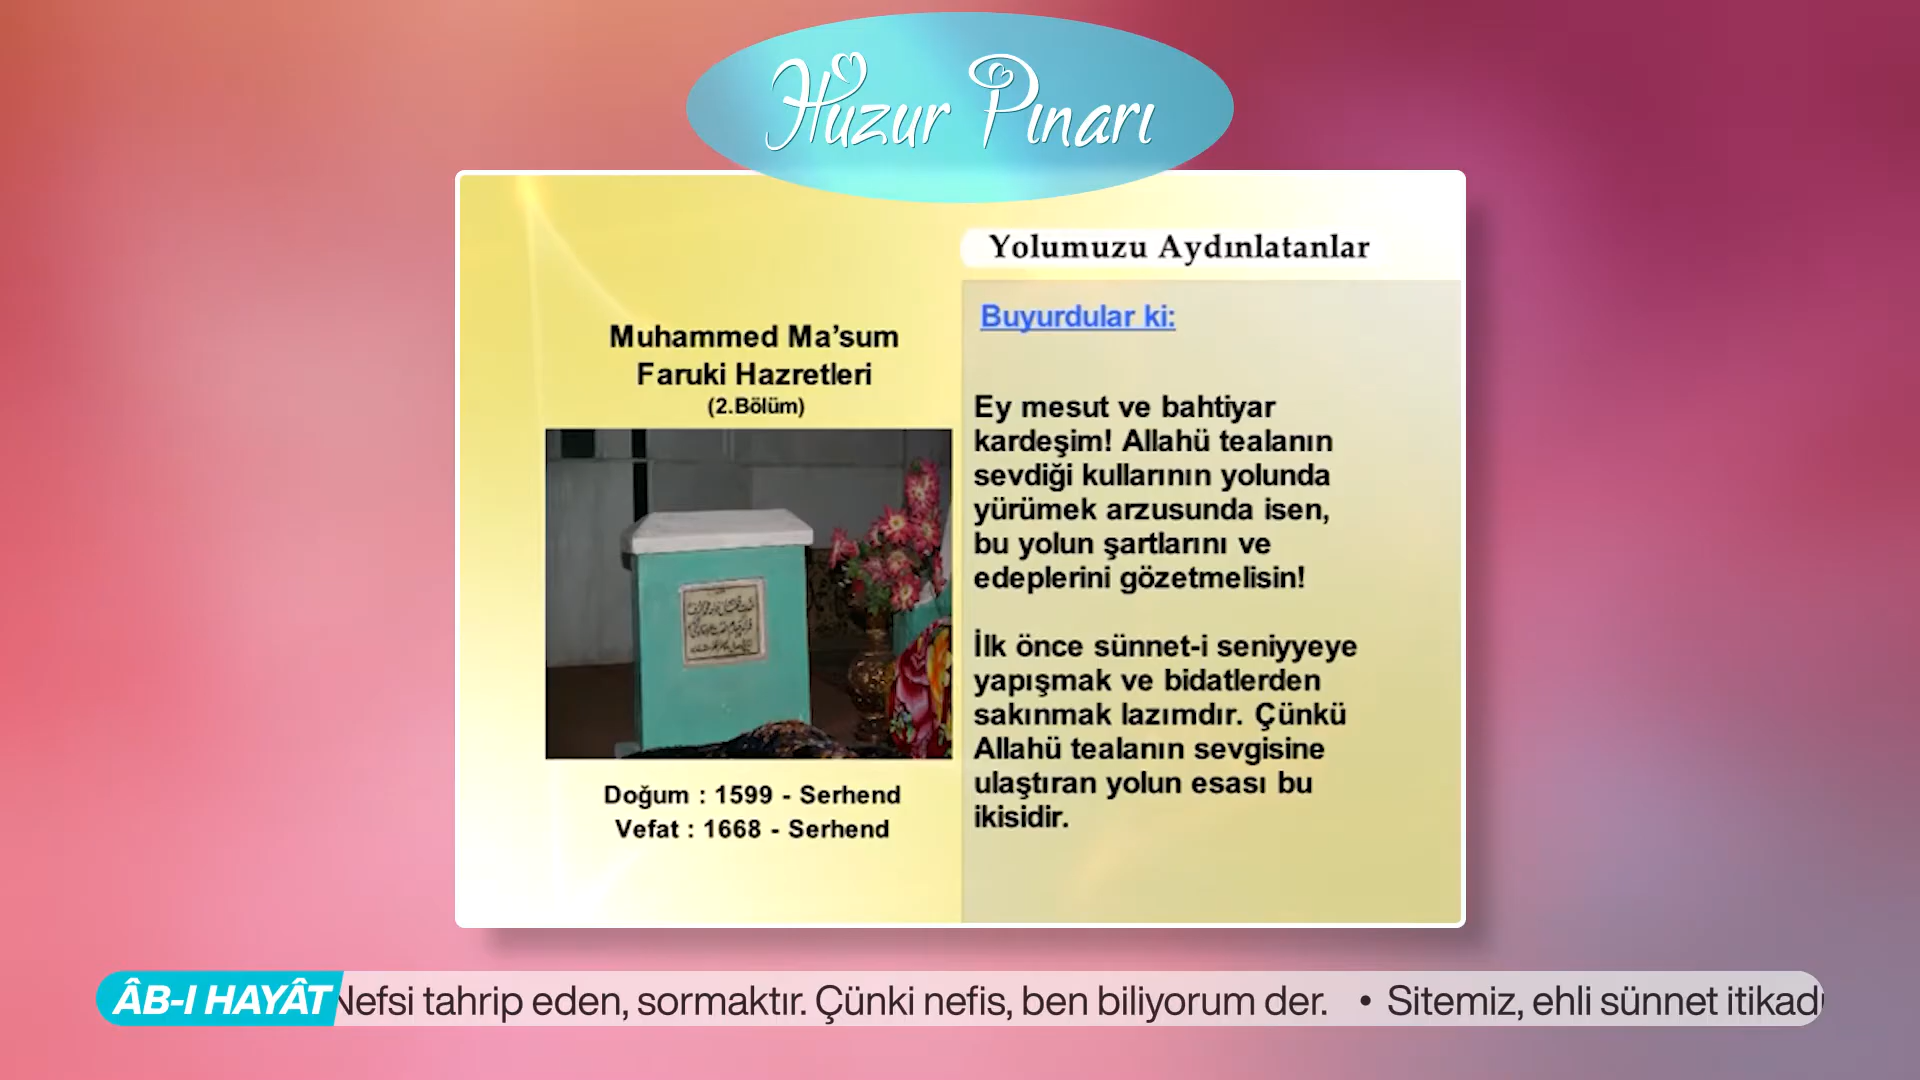 Huzur Pınarı
Yolumuzu Aydınlatanlar
Muhammed Ma’sum
Faruki Hazretleri
(2.Bölüm)
Doğum : 1599 - Serhend
Vefat : 1668 - Serhend
Buyurdular ki:
Ey mesut ve bahtiyar
kardeşim! Allahü tealanın
sevdiği kullarının yolunda
yürümek arzusunda isen,
bu yolun şartlarını ve
edeplerini gözetmelisin!
İlk önce sünnet-i seniyyeye
yapışmak ve bidatlerden
sakınmak lazımdır. Çünkü
Allahü tealanın sevgisine
ulaştıran yolun esası bu
ikisidir.
ÂB-I HAYÂT Nefsi tahrip eden, sormaktır. Çünki nefis, ben biliyorum der. • Sitemiz, ehli sünnet itikad